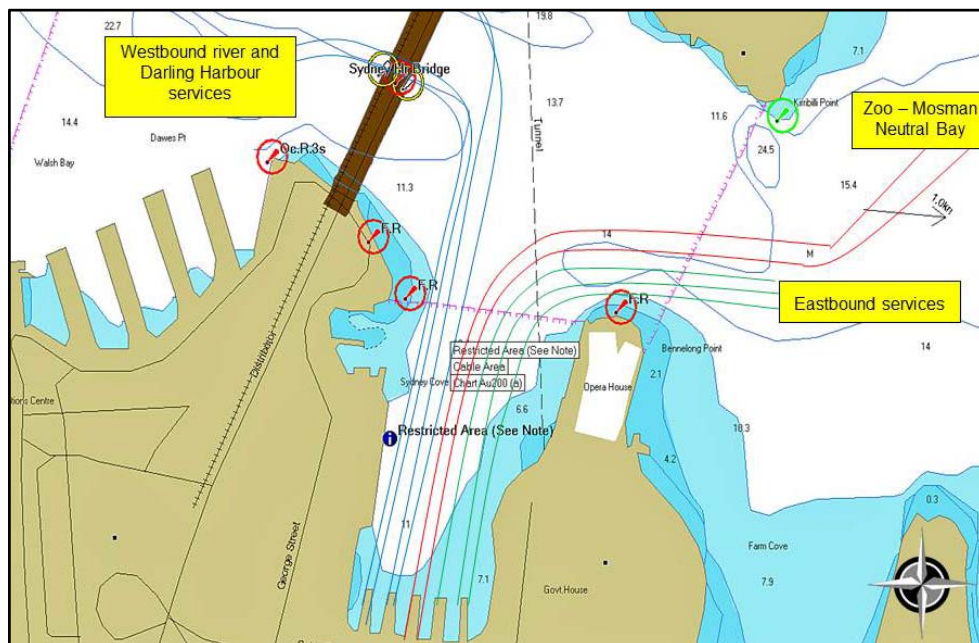 19.8
Westbound river and
Darling Harbour
services
22.7
Sydney Hr Bridge
7.1
13.7
Kirribilli Point
11.6
Zoo – Mosman
Neutral Bay
14.4
Dawes Pt
Tunnel
Oc.R.3s
24.5
Walsh Bay
11.3
15.4
1.0kn
F.R
14
M
F.R
F.R
Eastbound services
Distributor
Restricted Area (See Note)
Cable Area
Chart Au200 (a)
Bennelong Point
14
Sydney Cove
Opera House
2.1
6.6
Restricted Area (See Note)
10.3
4.2
0.3
11
George Street
Farm Cove
7.1
Govt.House
7.9